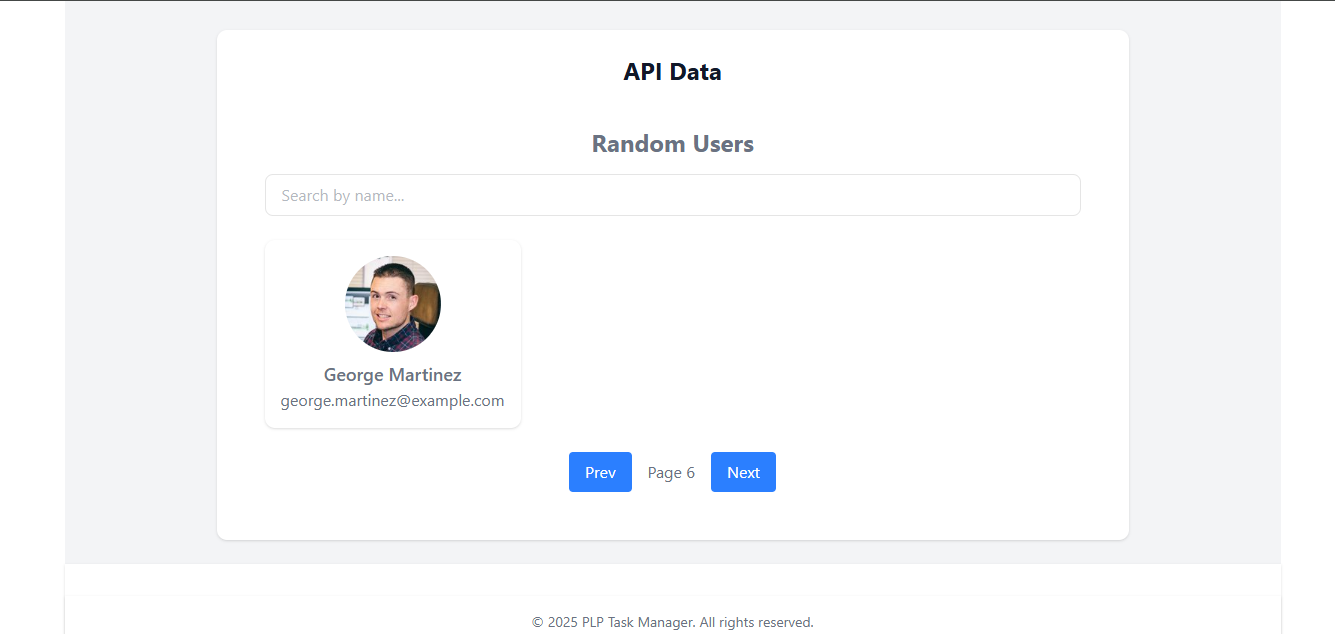 API Data
Random Users
Search by name...
George Martinez
george.martinez@example.com
Prev Page 6 Next
© 2025 PLP Task Manager. All rights reserved.